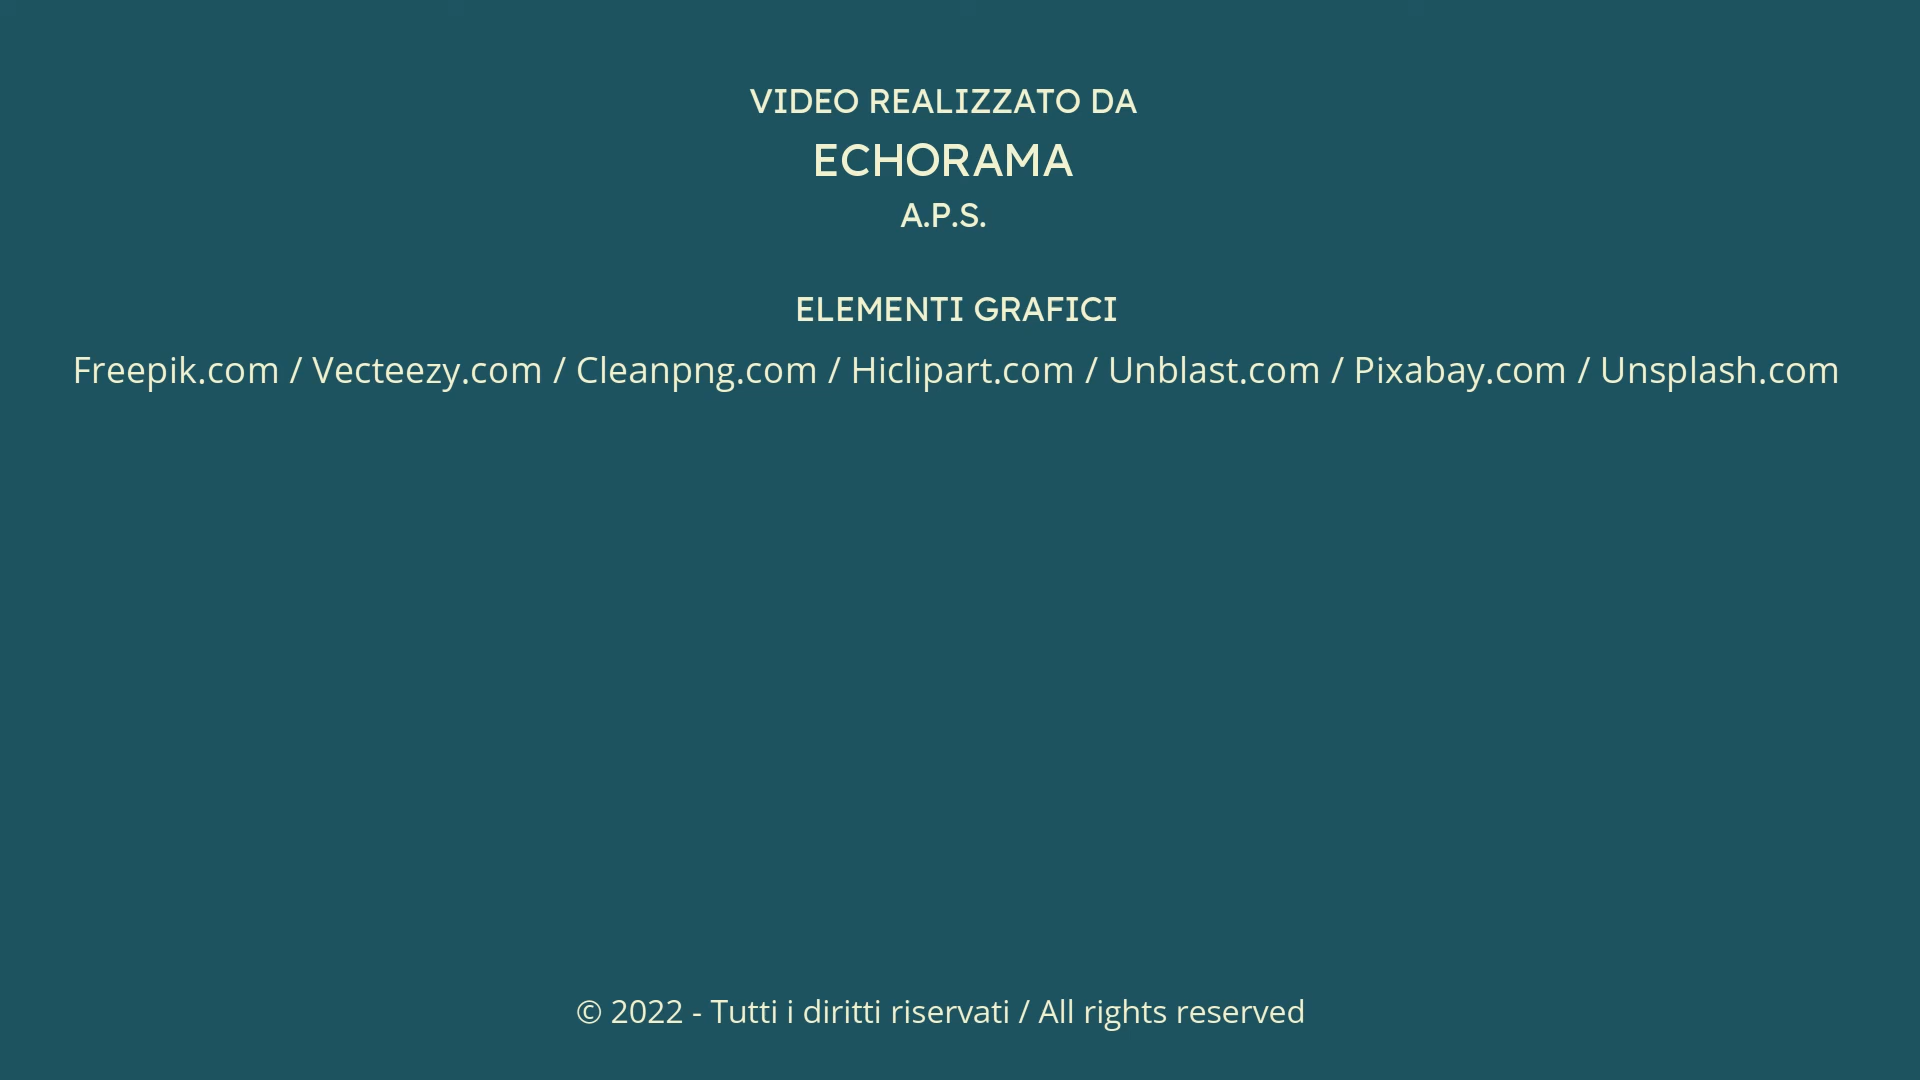 VIDEO REALIZZATO DA
ECHORAMA
A.P.S.
ELEMENTI GRAFICI
Freepik.com / Vecteezy.com / Cleanpng.com / Hiclipart.com / Unblast.com / Pixabay.com / Unsplash.com
© 2022 - Tutti i diritti riservati / All rights reserved